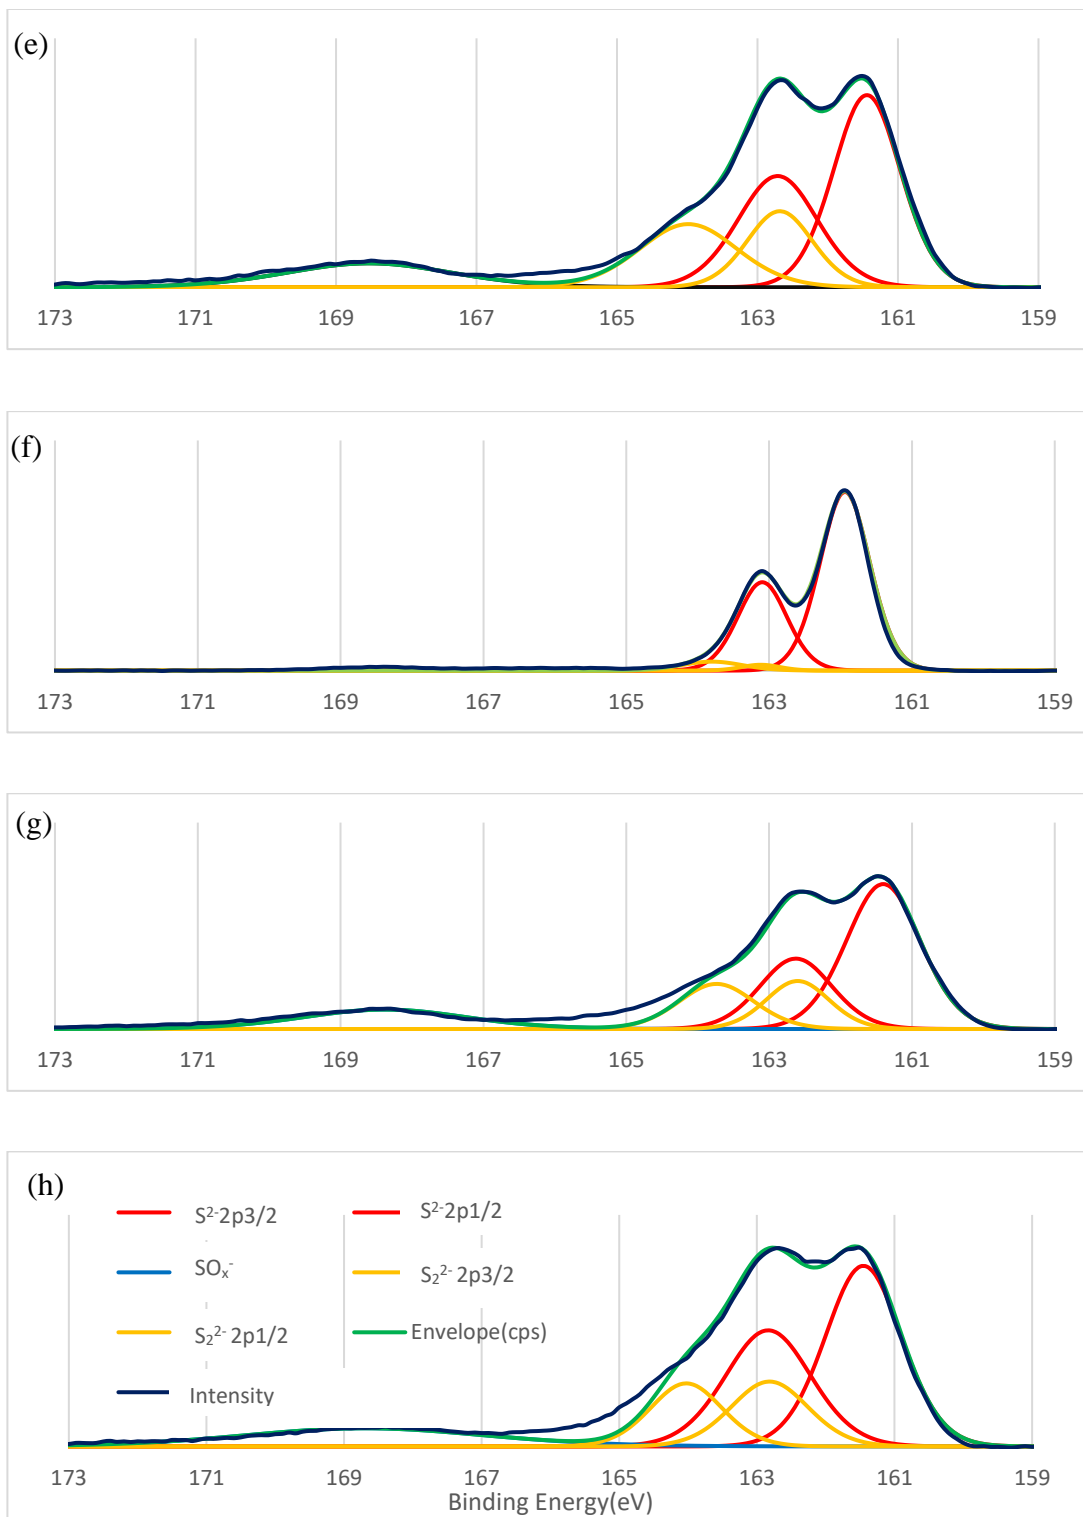 (e)
173 171 169 167 165 163 161 159
(f)
173 171 169 167 165 163 161 159
(g)
173 171 169 167 165 163 161 159
(h)
S²⁻2p3/2 S²⁻2p1/2
SOₓ⁻ S₂²⁻ 2p3/2
S₂²⁻ 2p1/2 Envelope(cps)
Intensity
173 171 169 167 165 163 161 159
Binding Energy(eV)